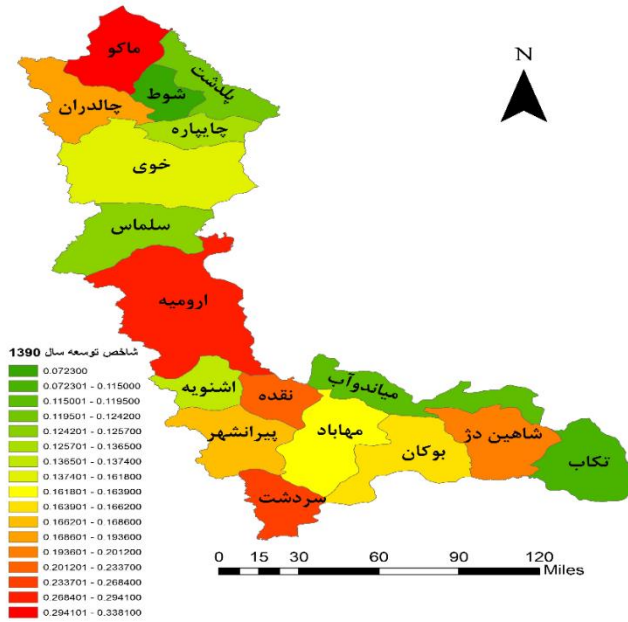 ماکو
پلدشت
شوط
چالدران
چایپاره
خوی
سلماس
ارومیه
اشنویه
نقده
میاندوآب
پیرانشهر
مهاباد
بوکان
شاهین دژ
تکاب
سردشت
N
شاخص توسعه سال 1390
0.072300
0.072301 - 0.115000
0.115001 - 0.119500
0.119501 - 0.124200
0.124201 - 0.125700
0.125701 - 0.136500
0.136501 - 0.137400
0.137401 - 0.161800
0.161801 - 0.163900
0.163901 - 0.166200
0.166201 - 0.168600
0.168601 - 0.193600
0.193601 - 0.201200
0.201201 - 0.233700
0.233701 - 0.268400
0.268401 - 0.294100
0.294101 - 0.338100
0 15 30 60 90 120
Miles